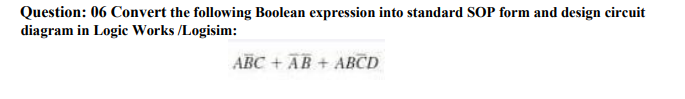 Question: 06 Convert the following Boolean expression into standard SOP form and design circuit
diagram in Logic Works /Logisim:
AB̅C + A̅B̅ + ABC̅D